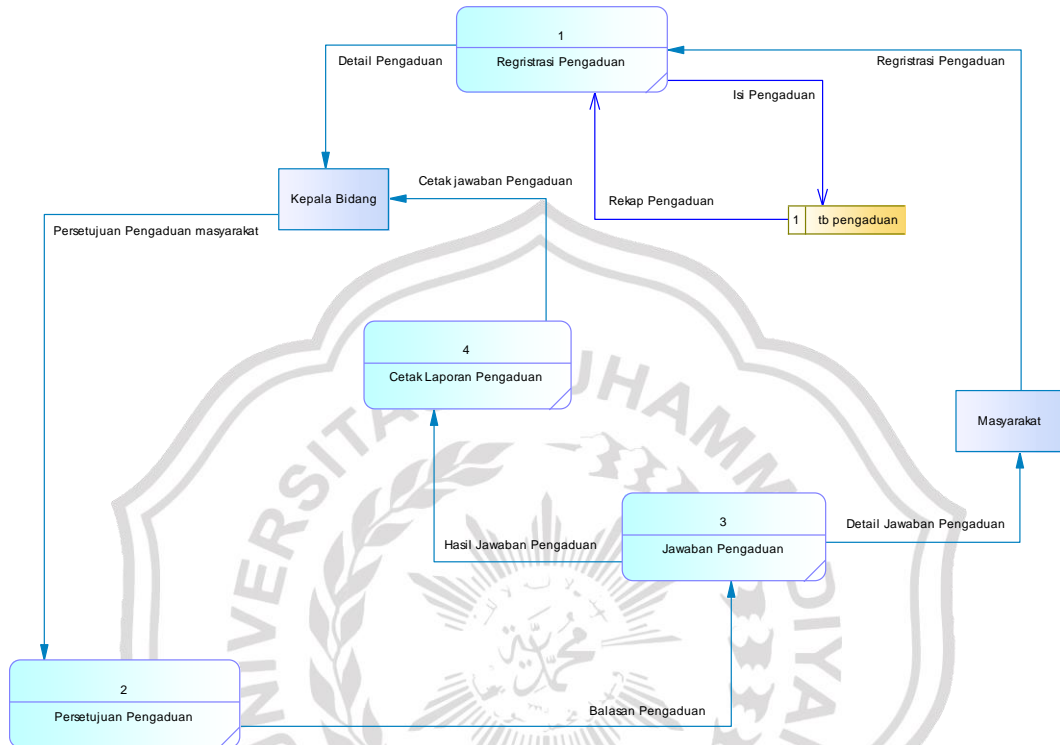 1
Regristrasi Pengaduan
Detail Pengaduan
Regristrasi Pengaduan
Isi Pengaduan
Kepala Bidang
Cetak jawaban Pengaduan
Rekap Pengaduan
1 tb pengaduan
Persetujuan Pengaduan masyarakat
4
Cetak Laporan Pengaduan
Masyarakat
3
Jawaban Pengaduan
Hasil Jawaban Pengaduan
Detail Jawaban Pengaduan
2
Persetujuan Pengaduan
Balasan Pengaduan
UNIVERSITAS MUHAMMADIYAH